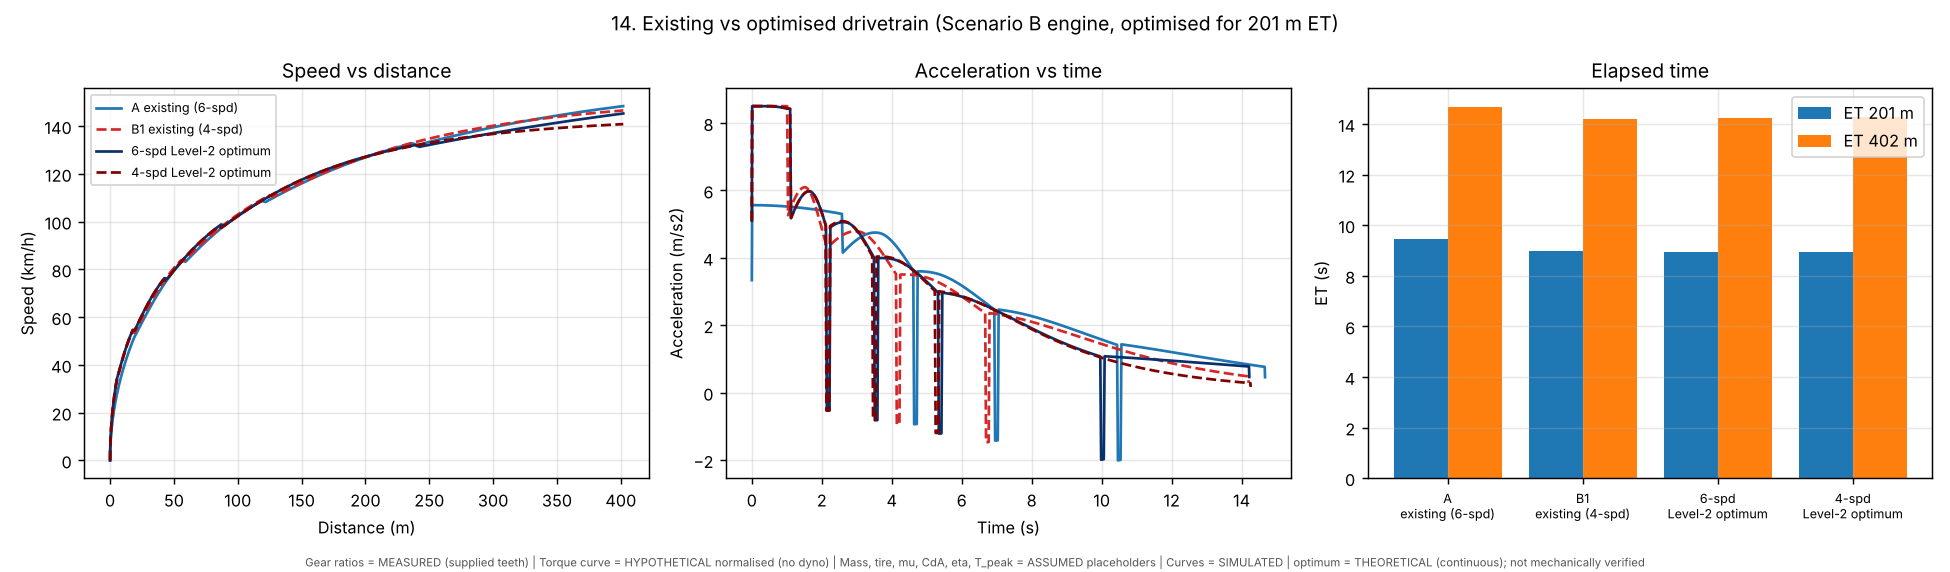 14. Existing vs optimised drivetrain (Scenario B engine, optimised for 201 m ET)
Speed vs distance
Speed (km/h)
140
120
100
80
60
40
20
0
A existing (6-spd)
B1 existing (4-spd)
6-spd Level-2 optimum
4-spd Level-2 optimum
0 50 100 150 200 250 300 350 400
Distance (m)
Acceleration vs time
Acceleration (m/s2)
8
6
4
2
0
−2
0 2 4 6 8 10 12 14
Time (s)
Elapsed time
ET (s)
14
12
10
8
6
4
2
0
ET 201 m
ET 402 m
A
existing (6-spd)
B1
existing (4-spd)
6-spd
Level-2 optimum
4-spd
Level-2 optimum
Gear ratios = MEASURED (supplied teeth) | Torque curve = HYPOTHETICAL normalised (no dyno) | Mass, tire, mu, CdA, eta, T_peak = ASSUMED placeholders | Curves = SIMULATED | optimum = THEORETICAL (continuous); not mechanically verified